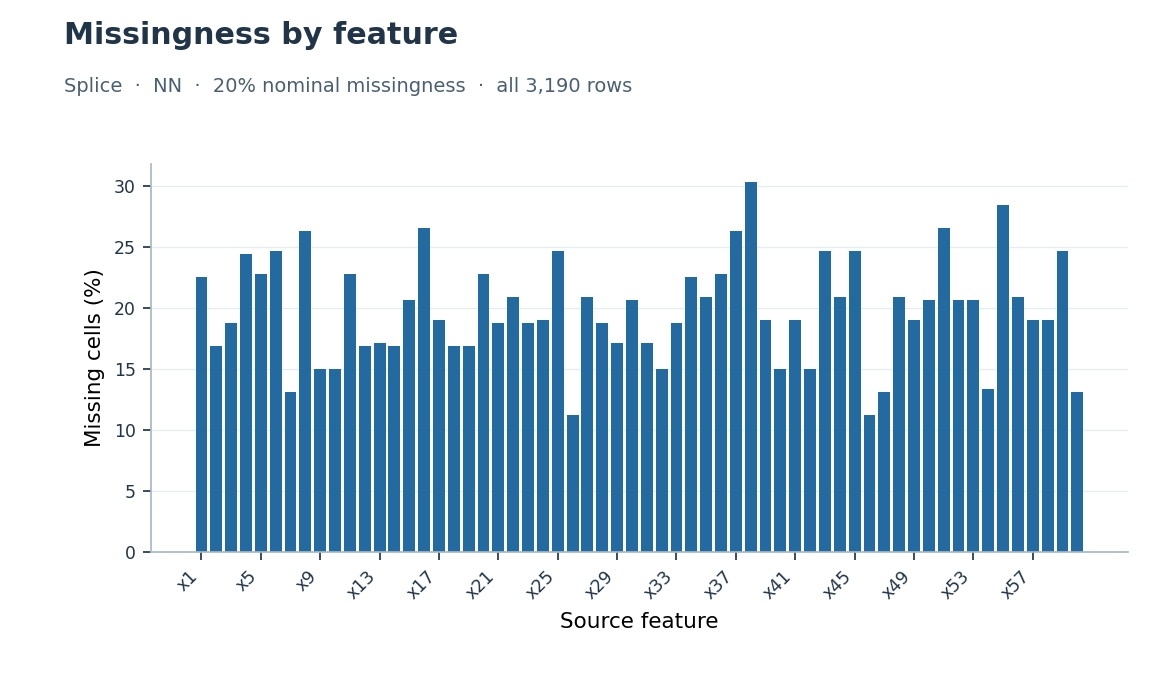 Missingness by feature
Splice · NN · 20% nominal missingness · all 3,190 rows
30
25
20
15
10
5
0
Missing cells (%)
x1 x5 x9 x13 x17 x21 x25 x29 x33 x37 x41 x45 x49 x53 x57
Source feature